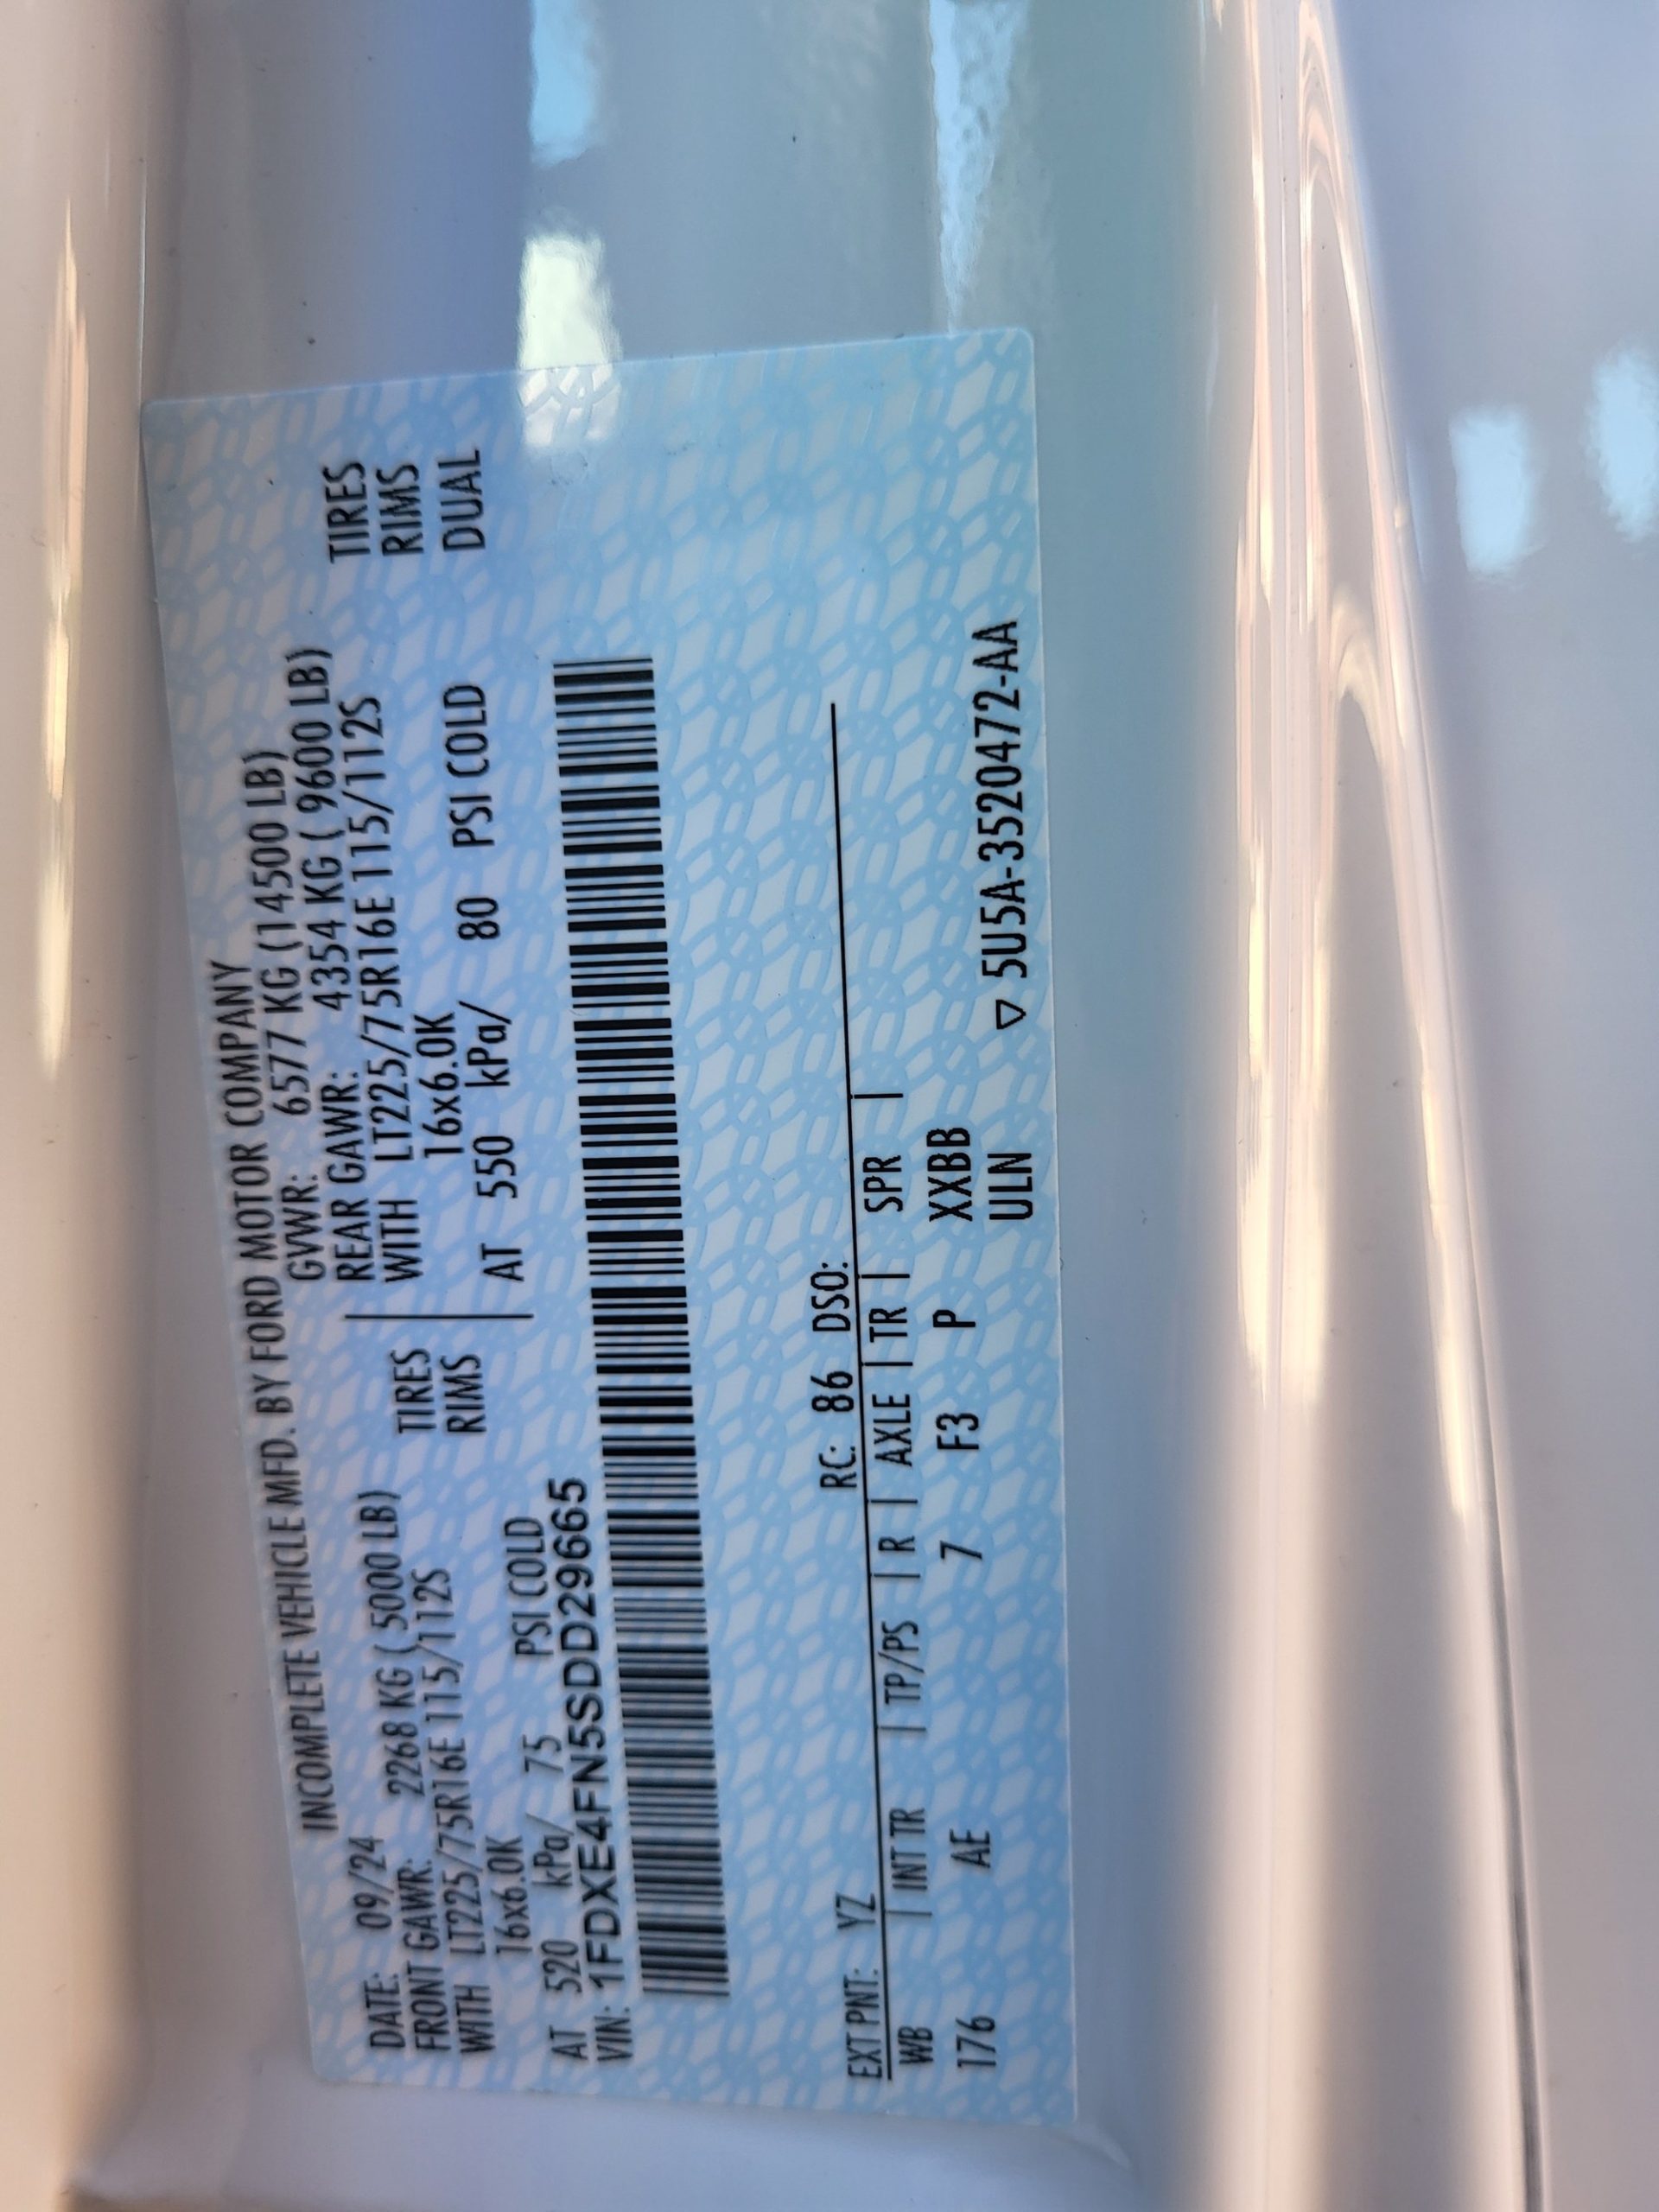 INCOMPLETE VEHICLE MFD. BY FORD MOTOR COMPANY
DATE: 09/24 GVWR: 6577 KG (14500 LB)
FRONT GAWR: 2268 KG ( 5000 LB) REAR GAWR: 4354 KG ( 9600 LB)
WITH LT225/75R16E 115/112S TIRES WITH LT225/75R16E 115/112S TIRES
16x6.0K RIMS 16x6.0K RIMS
AT 520 kPa/ 75 PSI COLD AT 550 kPa/ 80 PSI COLD DUAL
VIN: 1FDXE4FN5SDD29665
EXT PNT: YZ RC: 86 DSO:
WB | INT TR | TP/PS | R | AXLE | TR | SPR |
176 AE 7 F3 P XXBB
ULN ▽ 5U5A-3520472-AA